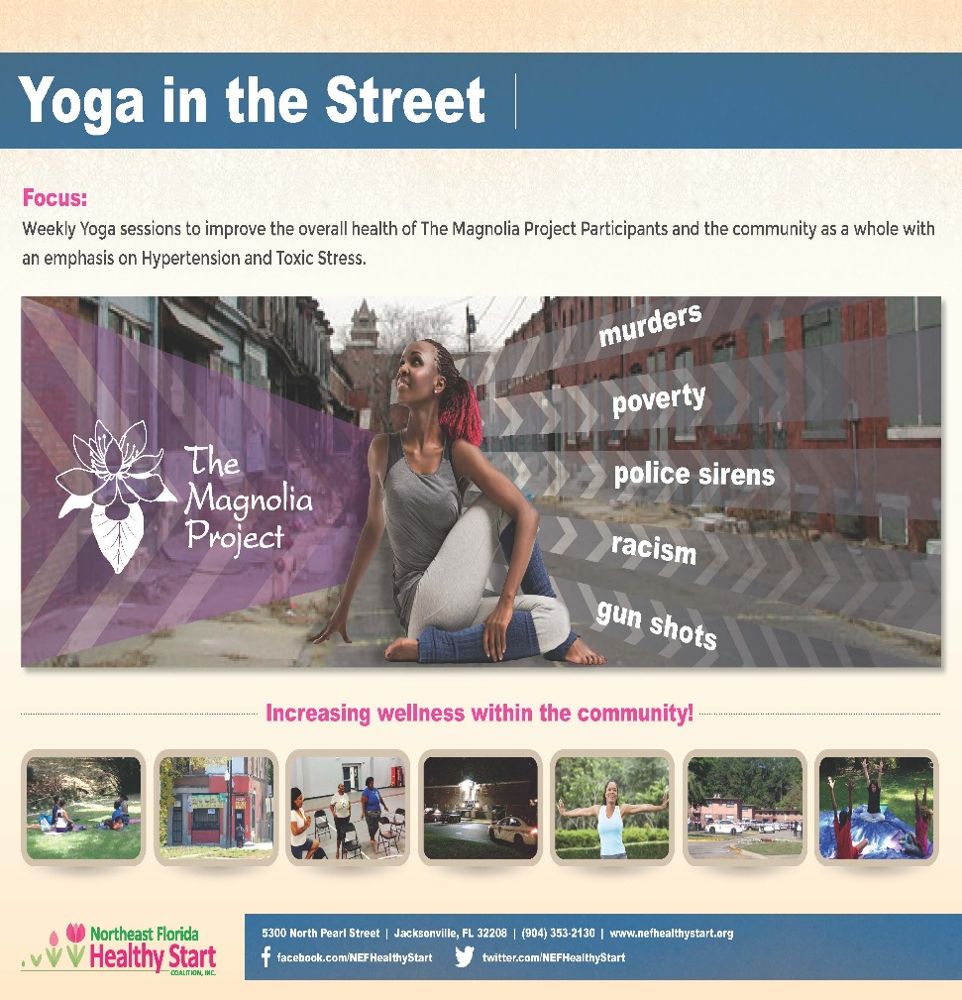 Yoga in the Street
Focus:
Weekly Yoga sessions to improve the overall health of The Magnolia Project Participants and the community as a whole with
an emphasis on Hypertension and Toxic Stress.
The
Magnolia
Project
murders
poverty
police sirens
racism
gun shots
Increasing wellness within the community!
Northeast Florida
Healthy Start
COALITION, INC.
5300 North Pearl Street | Jacksonville, FL 32208 | (904) 353-2130 | www.nefhealthystart.org
facebook.com/NEFHealthyStart twitter.com/NEFHealthyStart